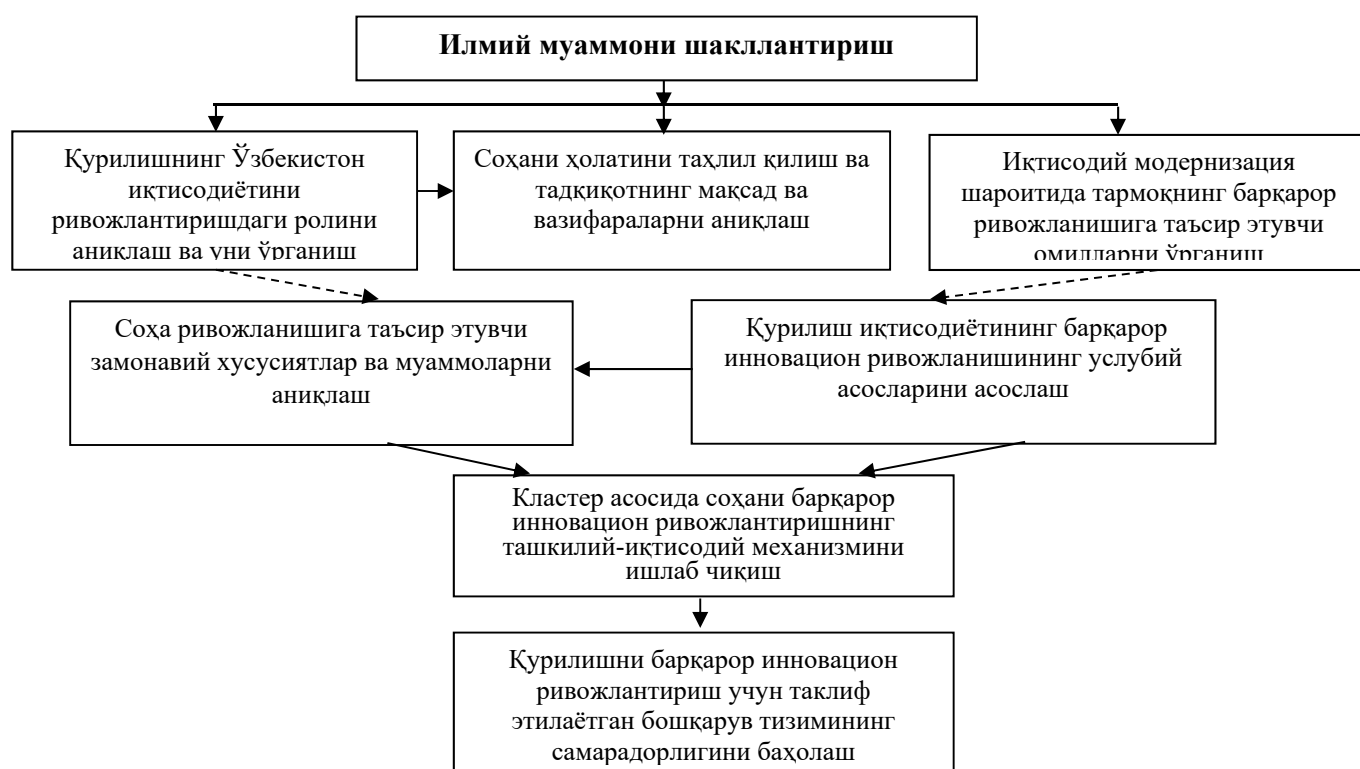 Илмий муаммони шакллантириш
Қурилишнинг Ўзбекистон
иқтисодиётини
ривожлантиришдаги ролини
аниқлаш ва уни ўрганиш
Соҳани ҳолатини таҳлил қилиш ва
тадқиқотнинг мақсад ва
вазифараларни аниқлаш
Иқтисодий модернизация
шароитида тармоқнинг барқарор
ривожланишига таъсир этувчи
омилларни ўрганиш
Соҳа ривожланишига таъсир этувчи
замонавий хусусиятлар ва муаммоларни
аниқлаш
Қурилиш иқтисодиётининг барқарор
инновацион ривожланишининг услубий
асосларини асослаш
Кластер асосида соҳани барқарор
инновацион ривожлантиришнинг
ташкилий-иқтисодий механизмини
ишлаб чиқиш
Қурилишни барқарор инновацион
ривожлантириш учун таклиф
этилаётган бошқарув тизимининг
самарадорлигини баҳолаш